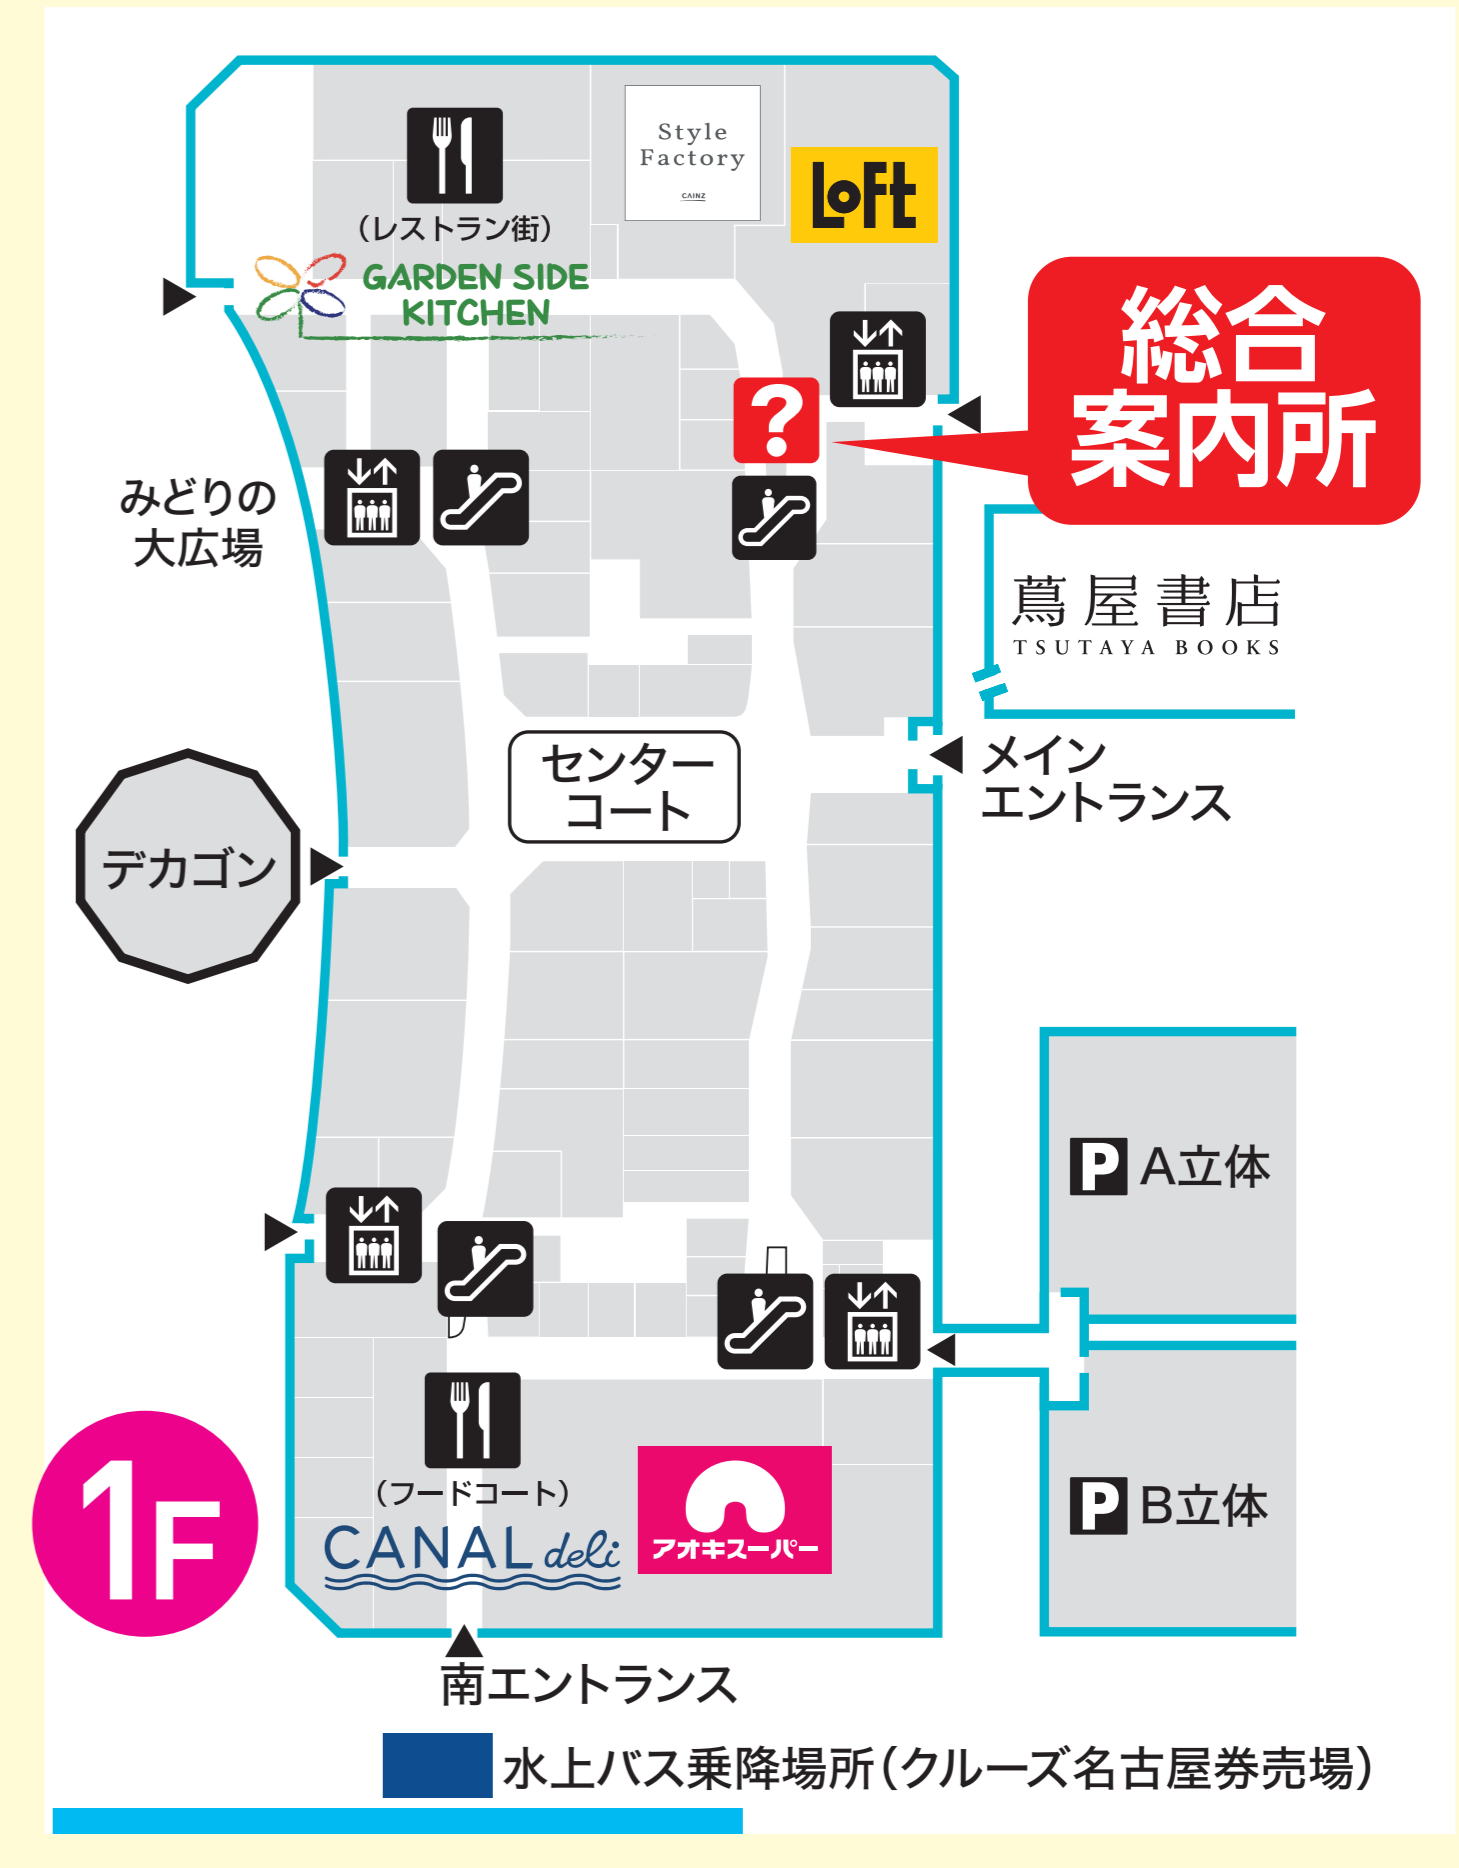 Style
Factory
CAINZ
LOFT
(レストラン街)
GARDEN SIDE
KITCHEN
総合
案内所
?
みどりの
大広場
蔦屋書店
TSUTAYA BOOKS
センター
コート
メイン
エントランス
デカゴン
P A立体
P B立体
1F
(フードコート)
CANAL deli
アオキスーパー
南エントランス
水上バス乗降場所(クルーズ名古屋券売場)